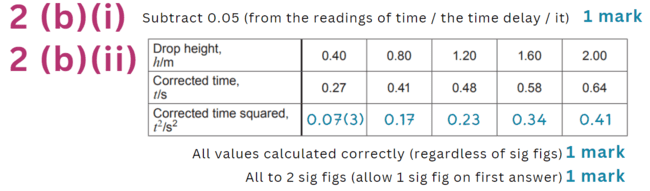 2 (b)(i) Subtract 0.05 (from the readings of time / the time delay / it) 1 mark
2 (b)(ii)
Drop height, h/m 0.40 0.80 1.20 1.60 2.00
Corrected time, t/s 0.27 0.41 0.48 0.58 0.64
Corrected time squared, t²/s² 0.07(3) 0.17 0.23 0.34 0.41
All values calculated correctly (regardless of sig figs) 1 mark
All to 2 sig figs (allow 1 sig fig on first answer) 1 mark